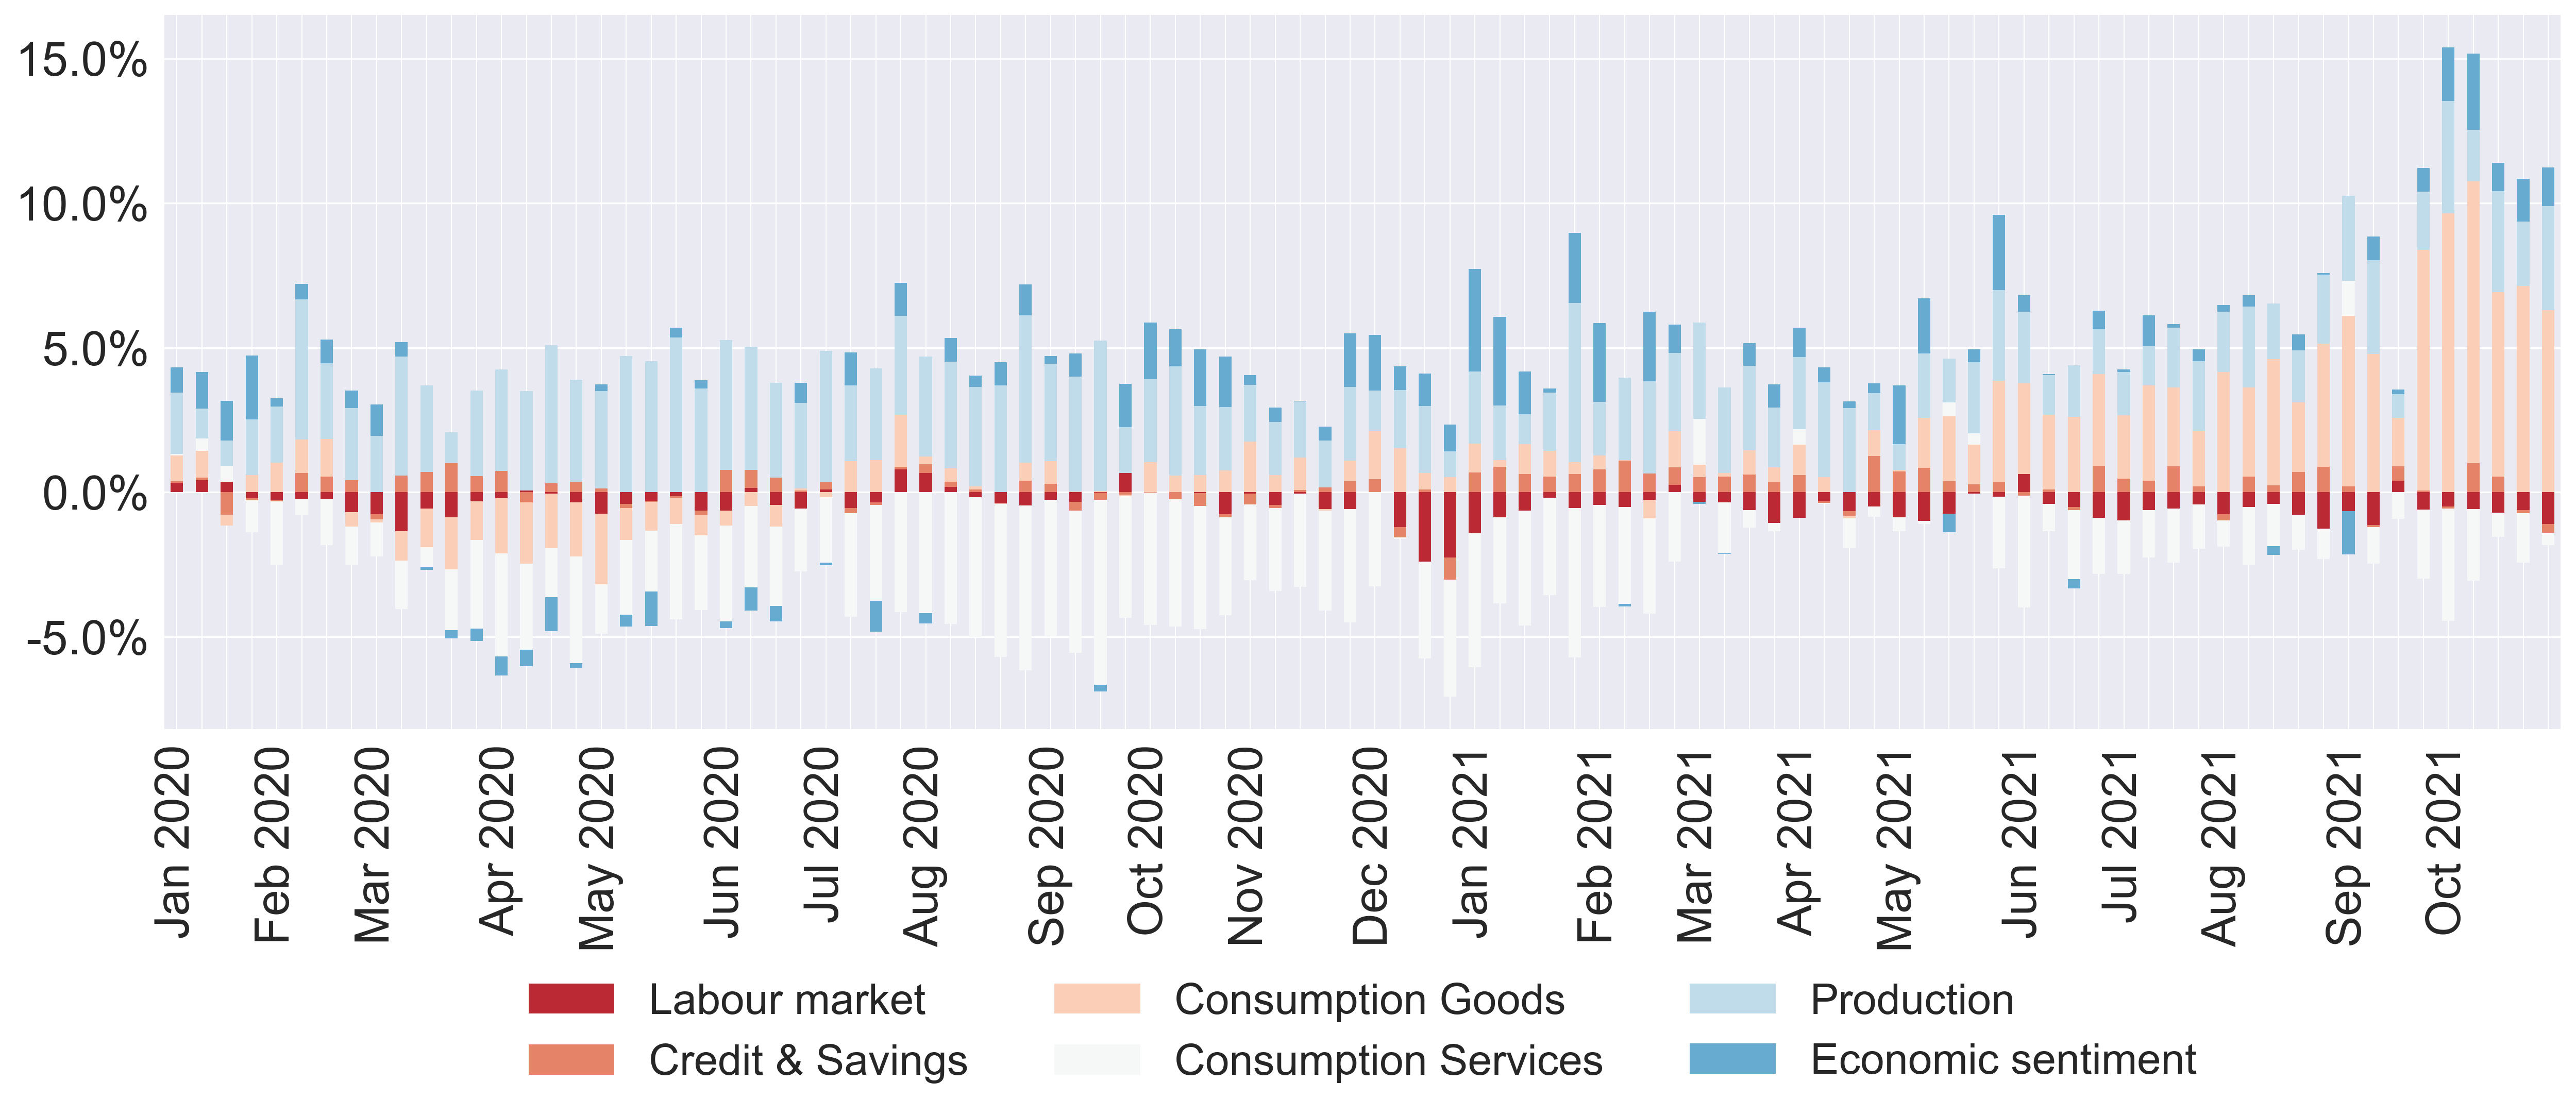 15.0%
10.0%
5.0%
0.0%
-5.0%
Jan 2020
Feb 2020
Mar 2020
Apr 2020
May 2020
Jun 2020
Jul 2020
Aug 2020
Sep 2020
Oct 2020
Nov 2020
Dec 2020
Jan 2021
Feb 2021
Mar 2021
Apr 2021
May 2021
Jun 2021
Jul 2021
Aug 2021
Sep 2021
Oct 2021
Labour market
Credit & Savings
Consumption Goods
Consumption Services
Production
Economic sentiment